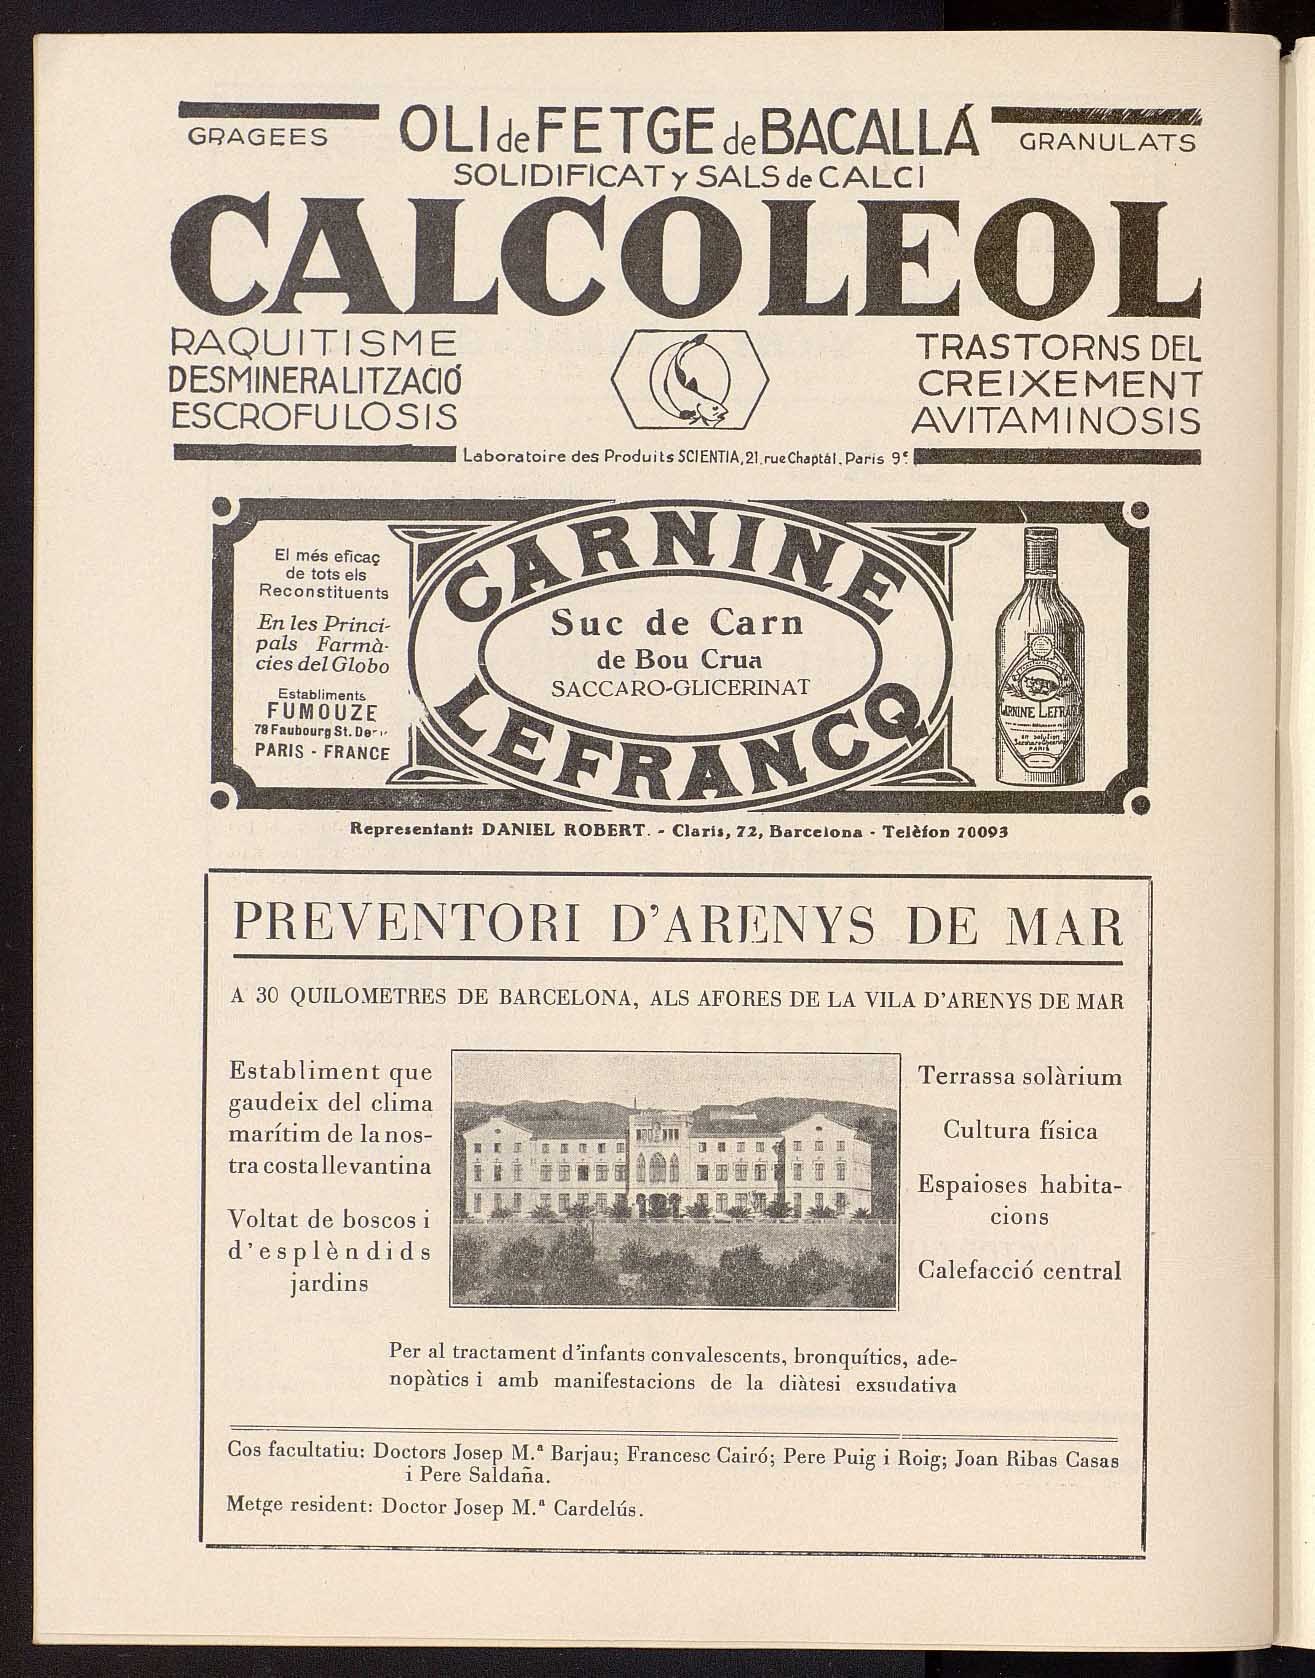 GRAGEES
OLI de FETGE de BACALLÁ
GRANULATS
SOLIDIFICAT y SALS de CALCI
CALCOLEOL
RAQUITISME
DESMINERALITZACIÓ
ESCROFULOSIS
TRASTORNS DEL
CREIXEMENT
AVITAMINOSIS
Laboratoire des Produits SCIENTIA, 21, rue Chaptál, Paris 9e
El més eficaç
de tots els
Reconstituents
En les Princi-
pals Farmà-
cies del Globo
Establiments
FUMOUZE
78 Faubourg St.
PARIS - FRANCE
CARNINE
Suc de Carn
de Bou Crua
SACCARO-GLICERINAT
LEFRANCQ
Representant: DANIEL ROBERT. - Claris, 72, Barcelona - Telèfon 70093
PREVENTORI D'ARENYS DE MAR
A 30 QUILOMETRES DE BARCELONA, ALS AFORES DE LA VILA D'ARENYS DE MAR
Establiment que
gaudeix del clima
marítim de la nos-
tra costa llevantina
Voltat de boscos i
d'esplèndids
jardins
Terrassa solàrium
Cultura física
Espaioses habita-
cions
Calefacció central
Per al tractament d'infants convalescents, bronquítics, ade-
nopàtics i amb manifestacions de la diàtesi exsudativa
Cos facultatiu: Doctors Josep M.ª Barjau; Francesc Cairó; Pere Puig i Roig; Joan Ribas Casas
i Pere Saldaña.
Metge resident: Doctor Josep M.ª Cardelús.